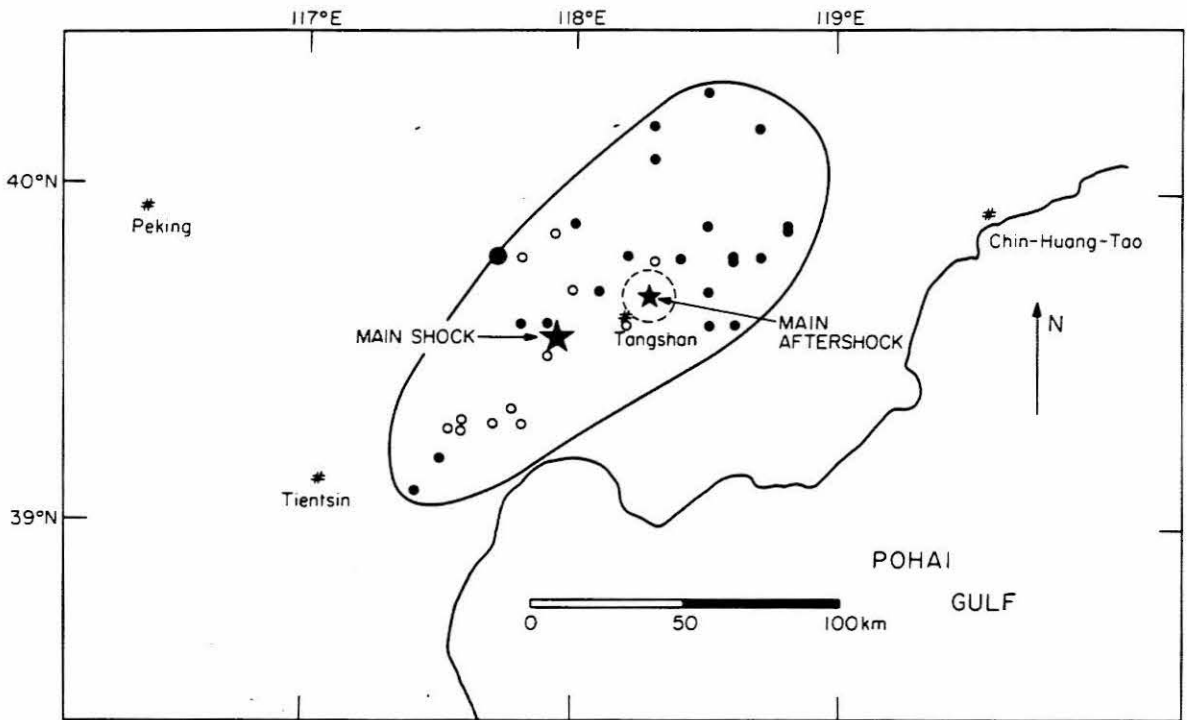 117°E 118°E 119°E
40°N
Peking
Chin-Huang-Tao
MAIN SHOCK
Tangshan
MAIN
AFTERSHOCK
N
Tientsin
39°N
POHAI
GULF
0 50 100km